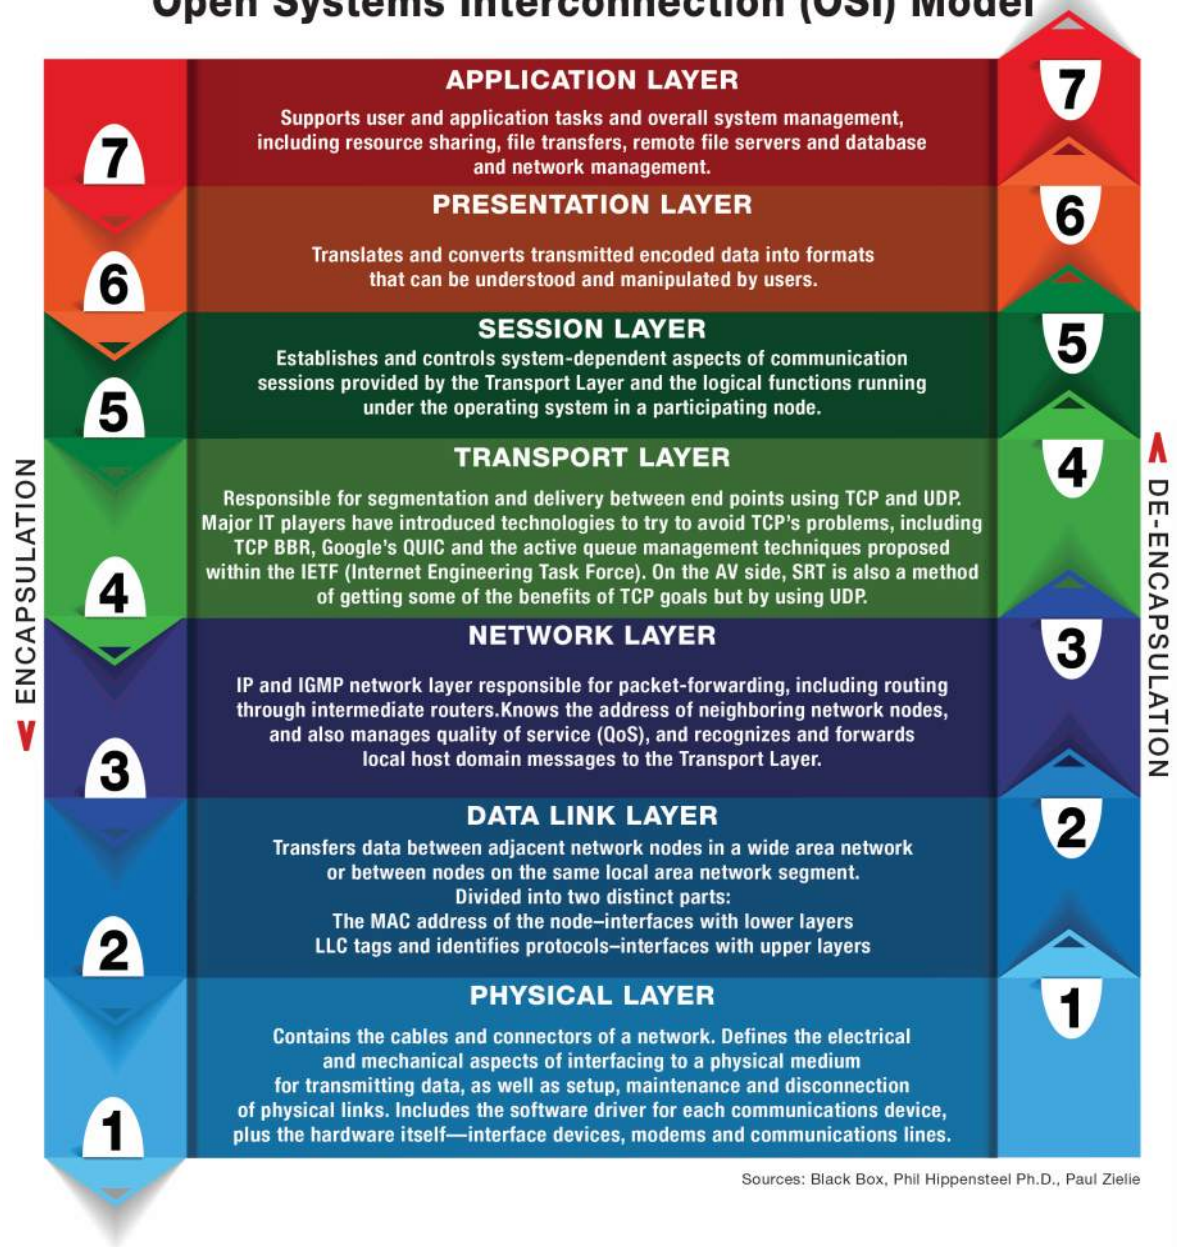 Open Systems Interconnection (OSI) Model
7
APPLICATION LAYER
Supports user and application tasks and overall system management,
including resource sharing, file transfers, remote file servers and database
and network management.
7
6
PRESENTATION LAYER
Translates and converts transmitted encoded data into formats
that can be understood and manipulated by users.
6
5
SESSION LAYER
Establishes and controls system-dependent aspects of communication
sessions provided by the Transport Layer and the logical functions running
under the operating system in a participating node.
5
4
TRANSPORT LAYER
Responsible for segmentation and delivery between end points using TCP and UDP.
Major IT players have introduced technologies to try to avoid TCP's problems, including
TCP BBR, Google's QUIC and the active queue management techniques proposed
within the IETF (Internet Engineering Task Force). On the AV side, SRT is also a method
of getting some of the benefits of TCP goals but by using UDP.
4
ENCAPSULATION
DE-ENCAPSULATION
3
NETWORK LAYER
IP and IGMP network layer responsible for packet-forwarding, including routing
through intermediate routers.Knows the address of neighboring network nodes,
and also manages quality of service (QoS), and recognizes and forwards
local host domain messages to the Transport Layer.
3
2
DATA LINK LAYER
Transfers data between adjacent network nodes in a wide area network
or between nodes on the same local area network segment.
Divided into two distinct parts:
The MAC address of the node–interfaces with lower layers
LLC tags and identifies protocols–interfaces with upper layers
2
1
PHYSICAL LAYER
Contains the cables and connectors of a network. Defines the electrical
and mechanical aspects of interfacing to a physical medium
for transmitting data, as well as setup, maintenance and disconnection
of physical links. Includes the software driver for each communications device,
plus the hardware itself—interface devices, modems and communications lines.
1
Sources: Black Box, Phil Hippensteel Ph.D., Paul Zielie